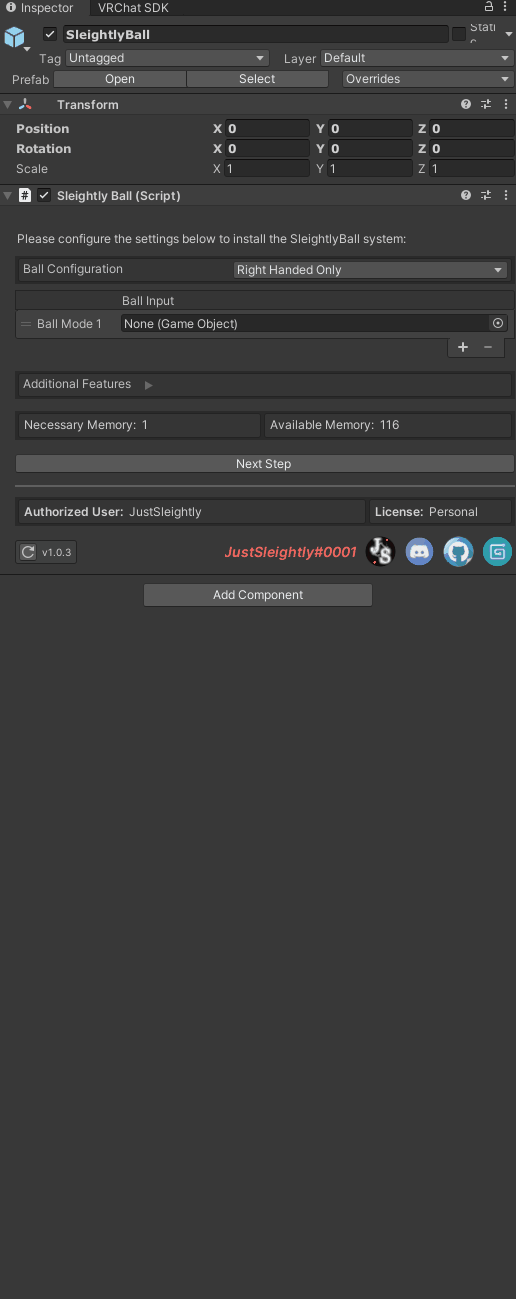 Inspector VRChat SDK
SleightlyBall Static
Tag Untagged Layer Default
Prefab Open Select Overrides
Transform
Position X 0 Y 0 Z 0
Rotation X 0 Y 0 Z 0
Scale X 1 Y 1 Z 1
# Sleightly Ball (Script)
Please configure the settings below to install the SleightlyBall system:
Ball Configuration Right Handed Only
Ball Input
Ball Mode 1 None (Game Object)
+ −
Additional Features
Necessary Memory: 1 Available Memory: 116
Next Step
Authorized User: JustSleightly License: Personal
v1.0.3 JustSleightly#0001 JS
Add Component